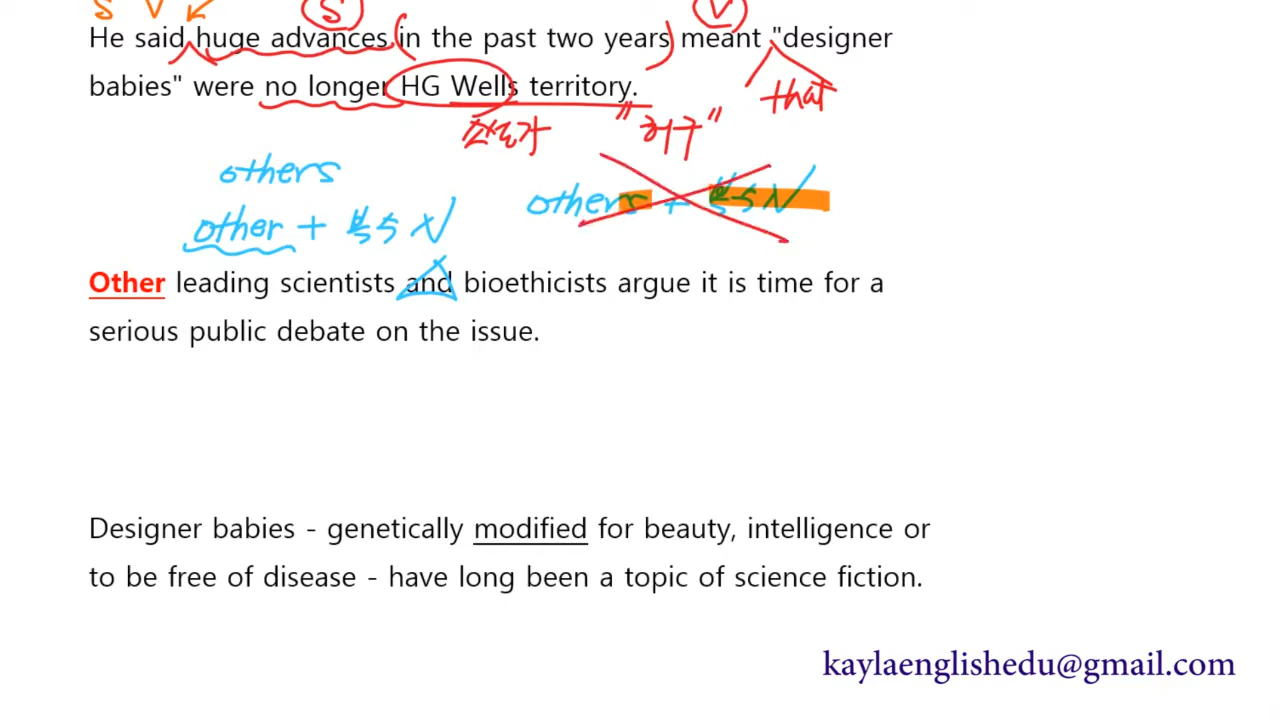 S V
S
V
He said huge advances (in the past two years) meant "designer
babies" were no longer HG Wells territory.
that
소설가
"허구"
others
other + 복수 N
others + 복수 N
Other leading scientists and bioethicists argue it is time for a
serious public debate on the issue.
Designer babies - genetically modified for beauty, intelligence or
to be free of disease - have long been a topic of science fiction.
kaylaenglishedu@gmail.com